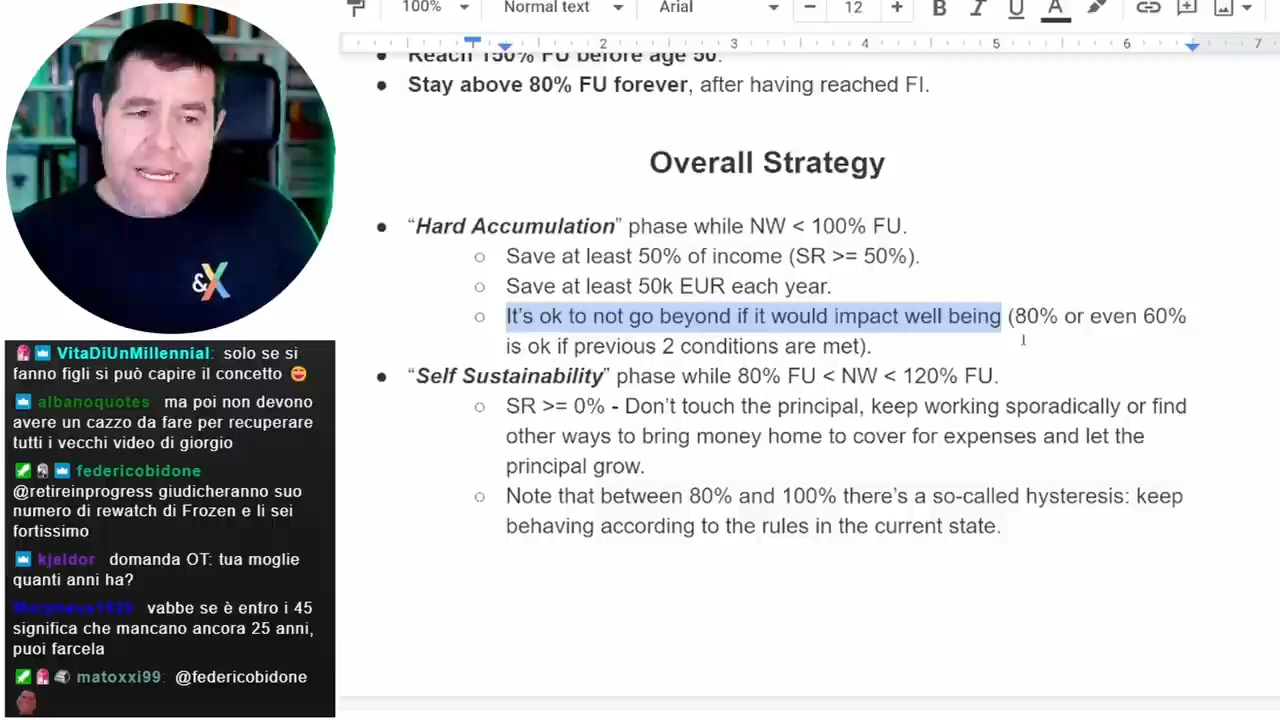 100%
Normal text
Arial
12
B I U A
2 3 4 5 6 7
Reach 150% FU before age 50.
● Stay above 80% FU forever, after having reached FI.
Overall Strategy
● “Hard Accumulation” phase while NW < 100% FU.
○ Save at least 50% of income (SR >= 50%).
○ Save at least 50k EUR each year.
○ It’s ok to not go beyond if it would impact well being (80% or even 60%
is ok if previous 2 conditions are met).
● “Self Sustainability” phase while 80% FU < NW < 120% FU.
○ SR >= 0% - Don’t touch the principal, keep working sporadically or find
other ways to bring money home to cover for expenses and let the
principal grow.
○ Note that between 80% and 100% there’s a so-called hysteresis: keep
behaving according to the rules in the current state.
&X
VitaDiUnMillennial: solo se si
fanno figli si può capire il concetto
albanoquotes ma poi non devono
avere un cazzo da fare per recuperare
tutti i vecchi video di giorgio
federicobidone
@retireinprogress giudicheranno suo
numero di rewatch di Frozen e li sei
fortissimo
kjeldor domanda OT: tua moglie
quanti anni ha?
vabbe se è entro i 45
significa che mancano ancora 25 anni,
puoi farcela
matoxxi99: @federicobidone